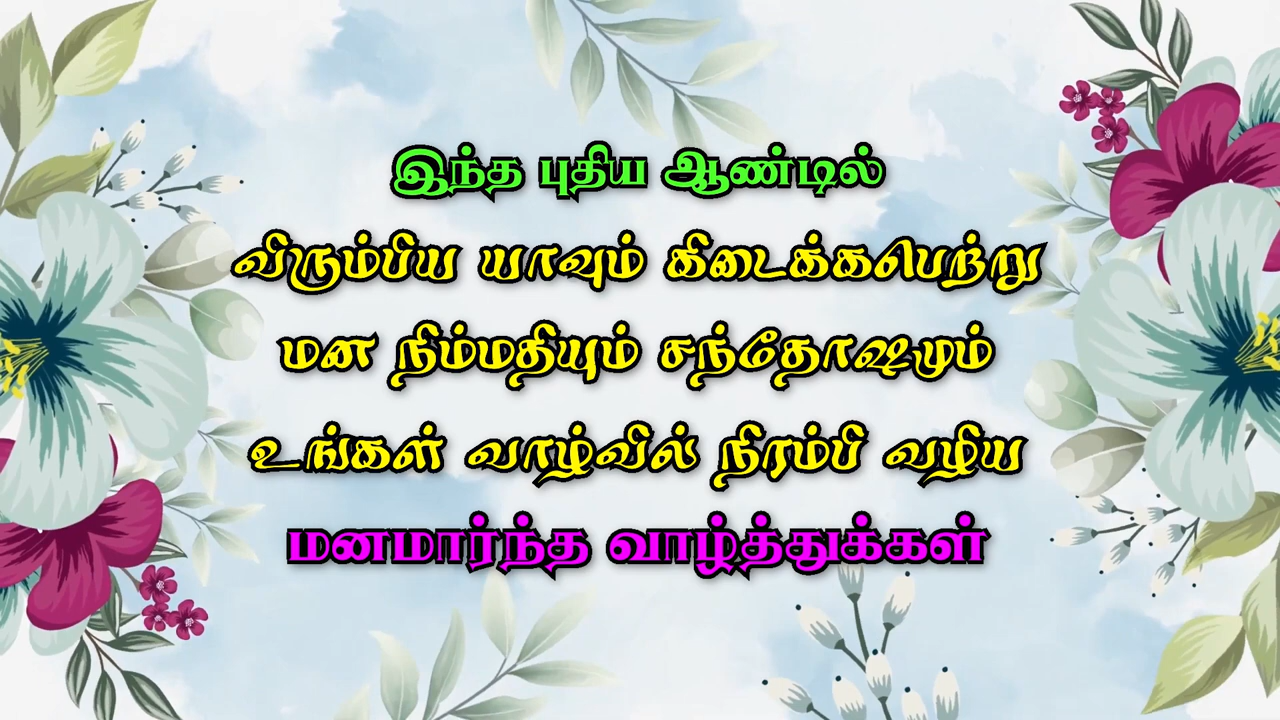 இந்த புதிய ஆண்டில்
விரும்பிய யாவும் கிடைக்கபெற்று
மன நிம்மதியும் சந்தோஷமும்
உங்கள் வாழ்வில் நிரம்பி வழிய
மனமார்ந்த வாழ்த்துக்கள்